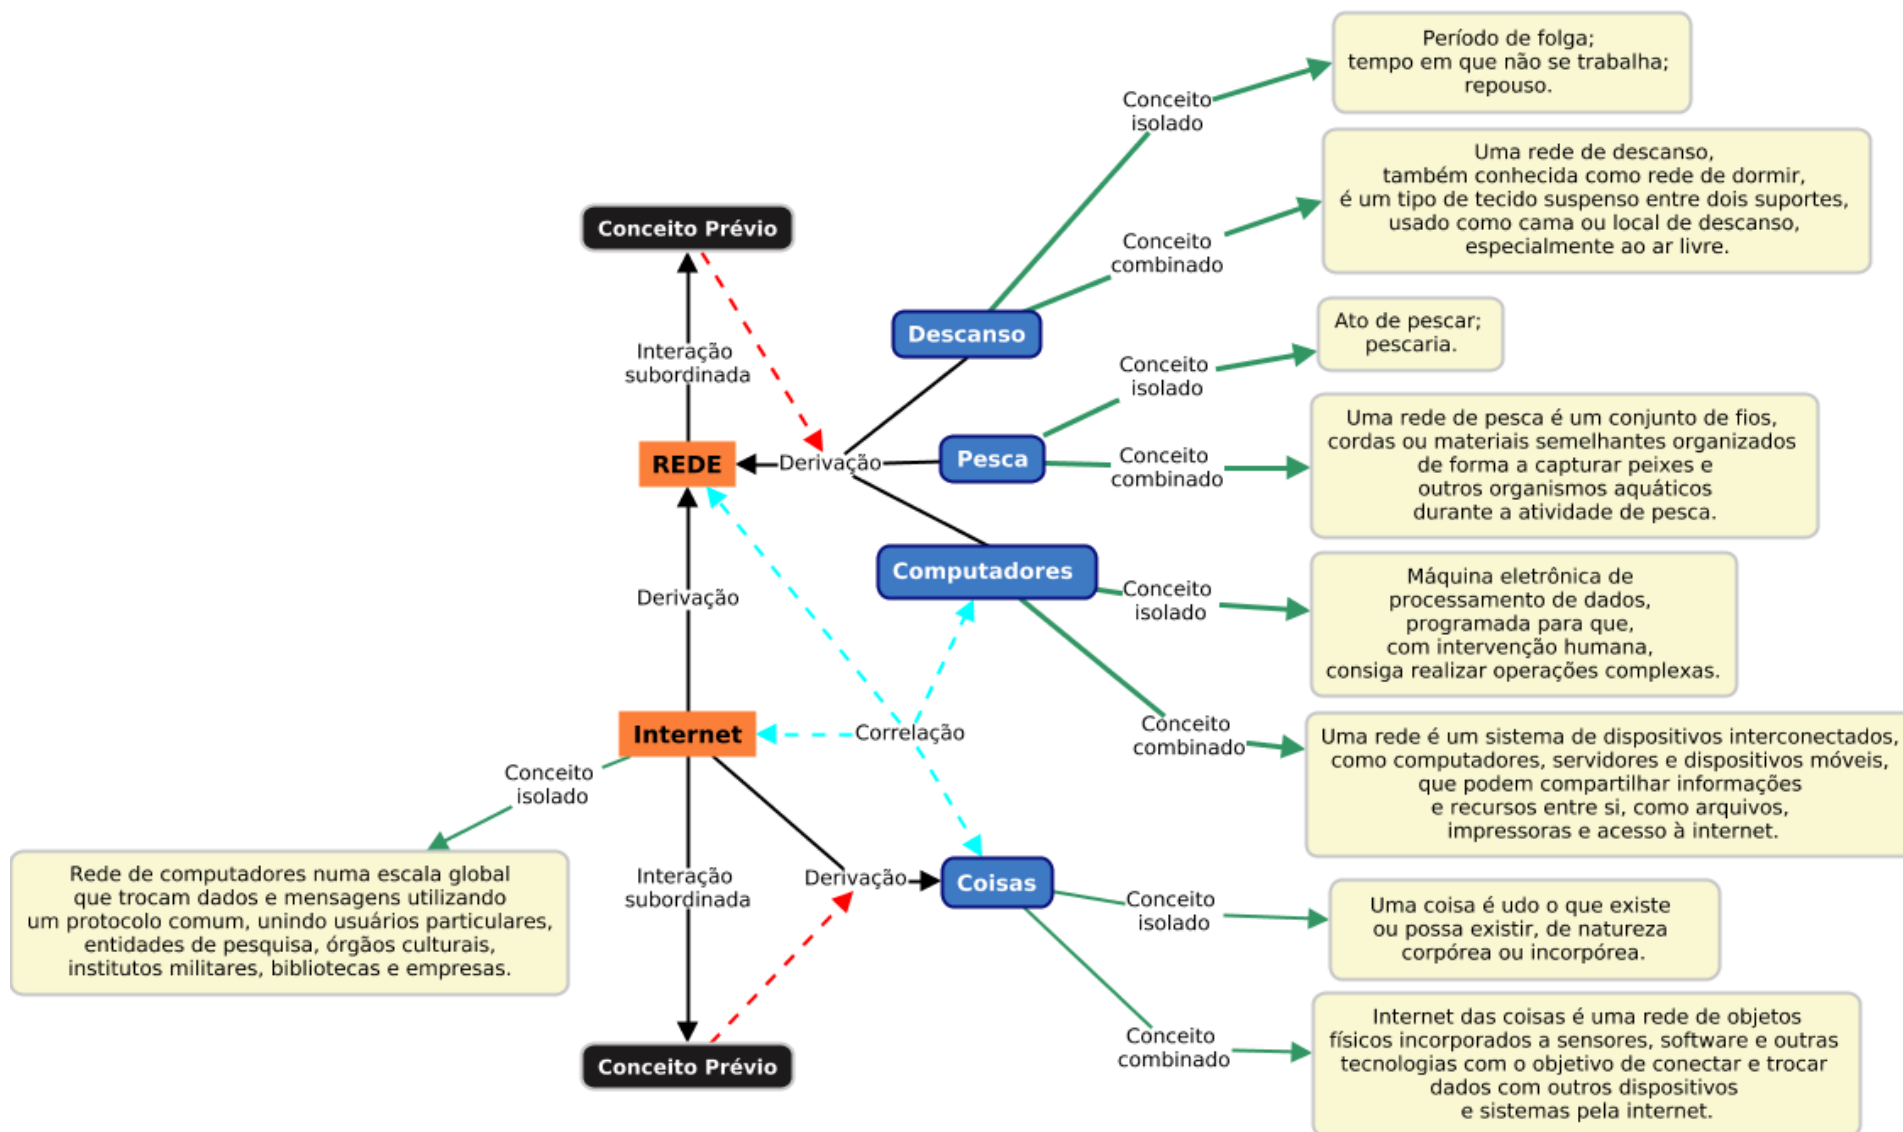 Período de folga;
tempo em que não se trabalha;
repouso.
Conceito
isolado
Uma rede de descanso,
também conhecida como rede de dormir,
é um tipo de tecido suspenso entre dois suportes,
usado como cama ou local de descanso,
especialmente ao ar livre.
Conceito
combinado
Conceito Prévio
Descanso
Interação
subordinada
Ato de pescar;
pescaria.
Conceito
isolado
REDE
Derivação
Pesca
Conceito
combinado
Uma rede de pesca é um conjunto de fios,
cordas ou materiais semelhantes organizados
de forma a capturar peixes e
outros organismos aquáticos
durante a atividade de pesca.
Computadores
Conceito
isolado
Máquina eletrônica de
processamento de dados,
programada para que,
com intervenção humana,
consiga realizar operações complexas.
Derivação
Internet
Correlação
Conceito
combinado
Uma rede é um sistema de dispositivos interconectados,
como computadores, servidores e dispositivos móveis,
que podem compartilhar informações
e recursos entre si, como arquivos,
impressoras e acesso à internet.
Conceito
isolado
Rede de computadores numa escala global
que trocam dados e mensagens utilizando
um protocolo comum, unindo usuários particulares,
entidades de pesquisa, órgãos culturais,
institutos militares, bibliotecas e empresas.
Interação
subordinada
Derivação
Coisas
Conceito
isolado
Uma coisa é udo o que existe
ou possa existir, de natureza
corpórea ou incorpórea.
Conceito Prévio
Conceito
combinado
Internet das coisas é uma rede de objetos
físicos incorporados a sensores, software e outras
tecnologias com o objetivo de conectar e trocar
dados com outros dispositivos
e sistemas pela internet.